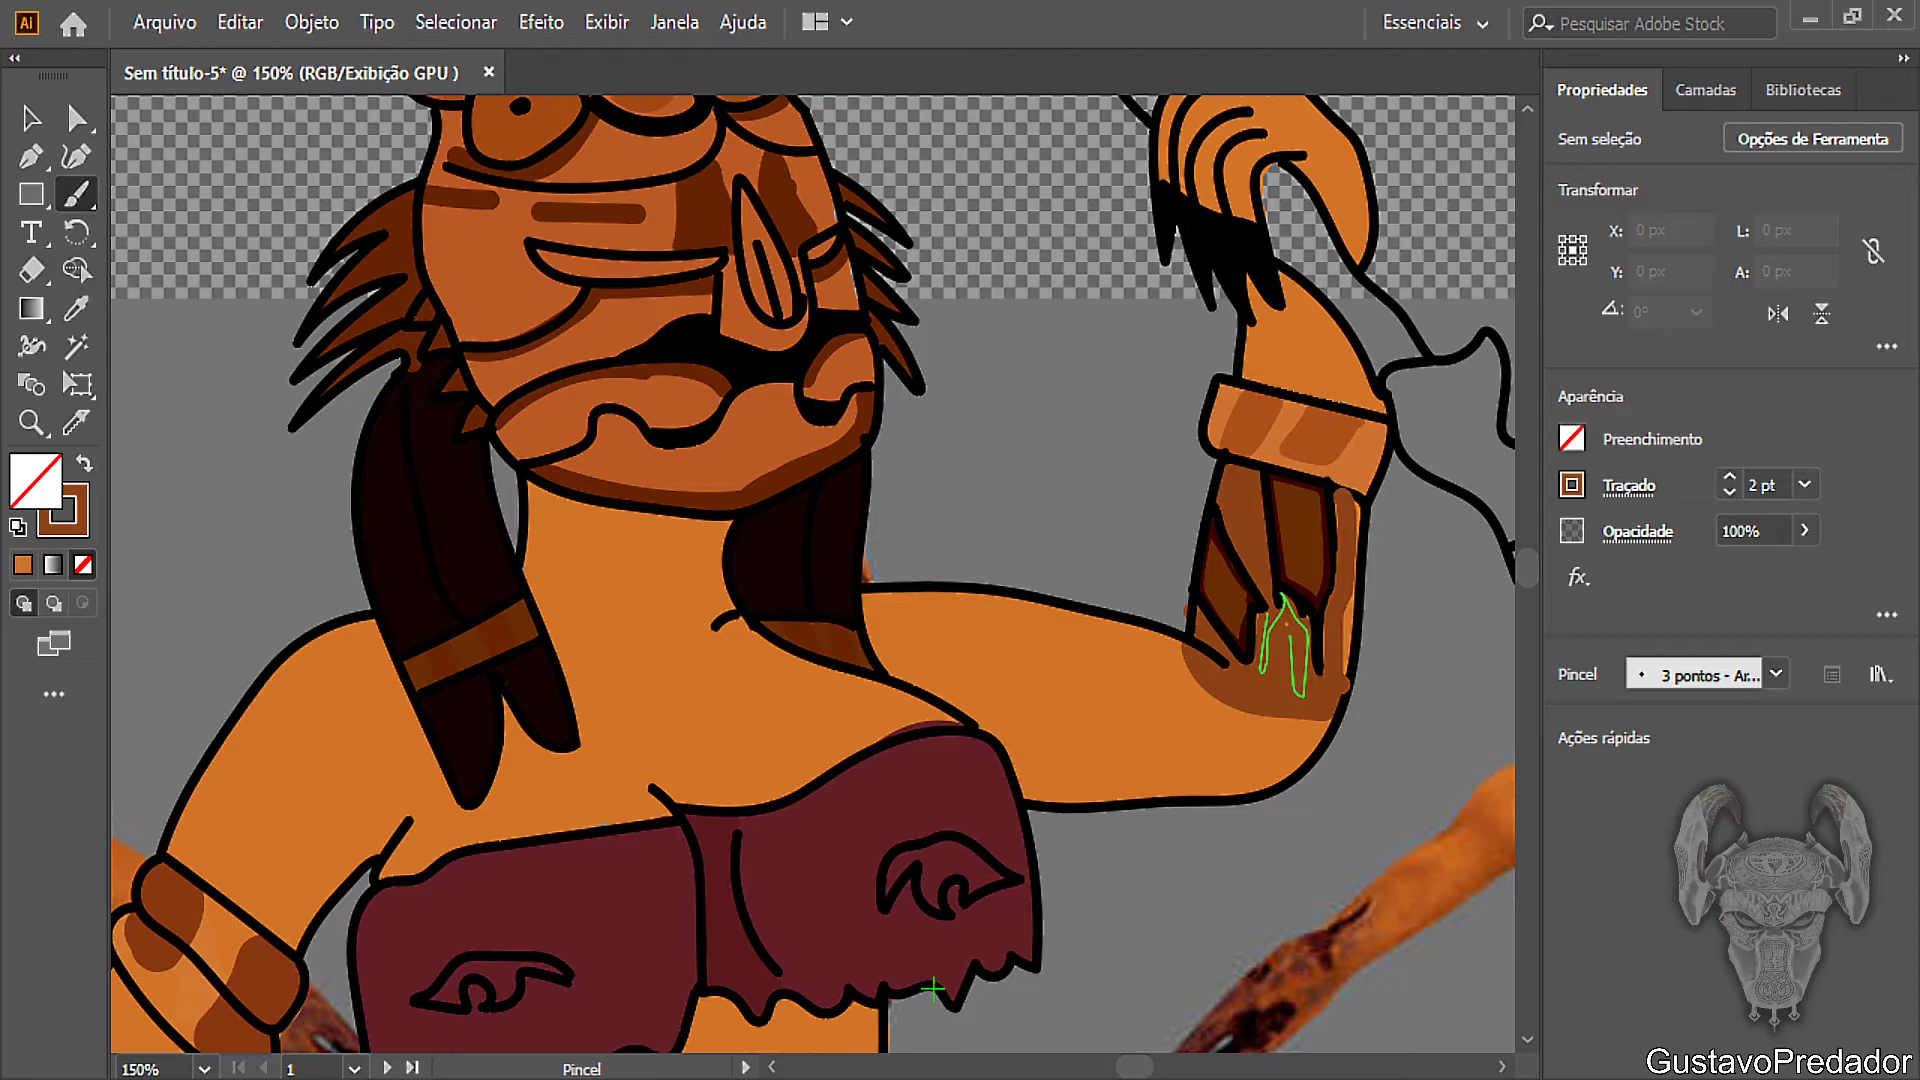 Ai
Arquivo Editar Objeto Tipo Selecionar Efeito Exibir Janela Ajuda
Essenciais
Pesquisar Adobe Stock
Sem título-5* @ 150% (RGB/Exibição GPU )
Propriedades Camadas Bibliotecas
Sem seleção
Opções de Ferramenta
Transformar
X: 0 px L: 0 px
Y: 0 px A: 0 px
0°
Aparência
Preenchimento
Traçado 2 pt
Opacidade 100%
fx.
Pincel 3 pontos - Ar...
Ações rápidas
150% 1 Pincel
GustavoPredador